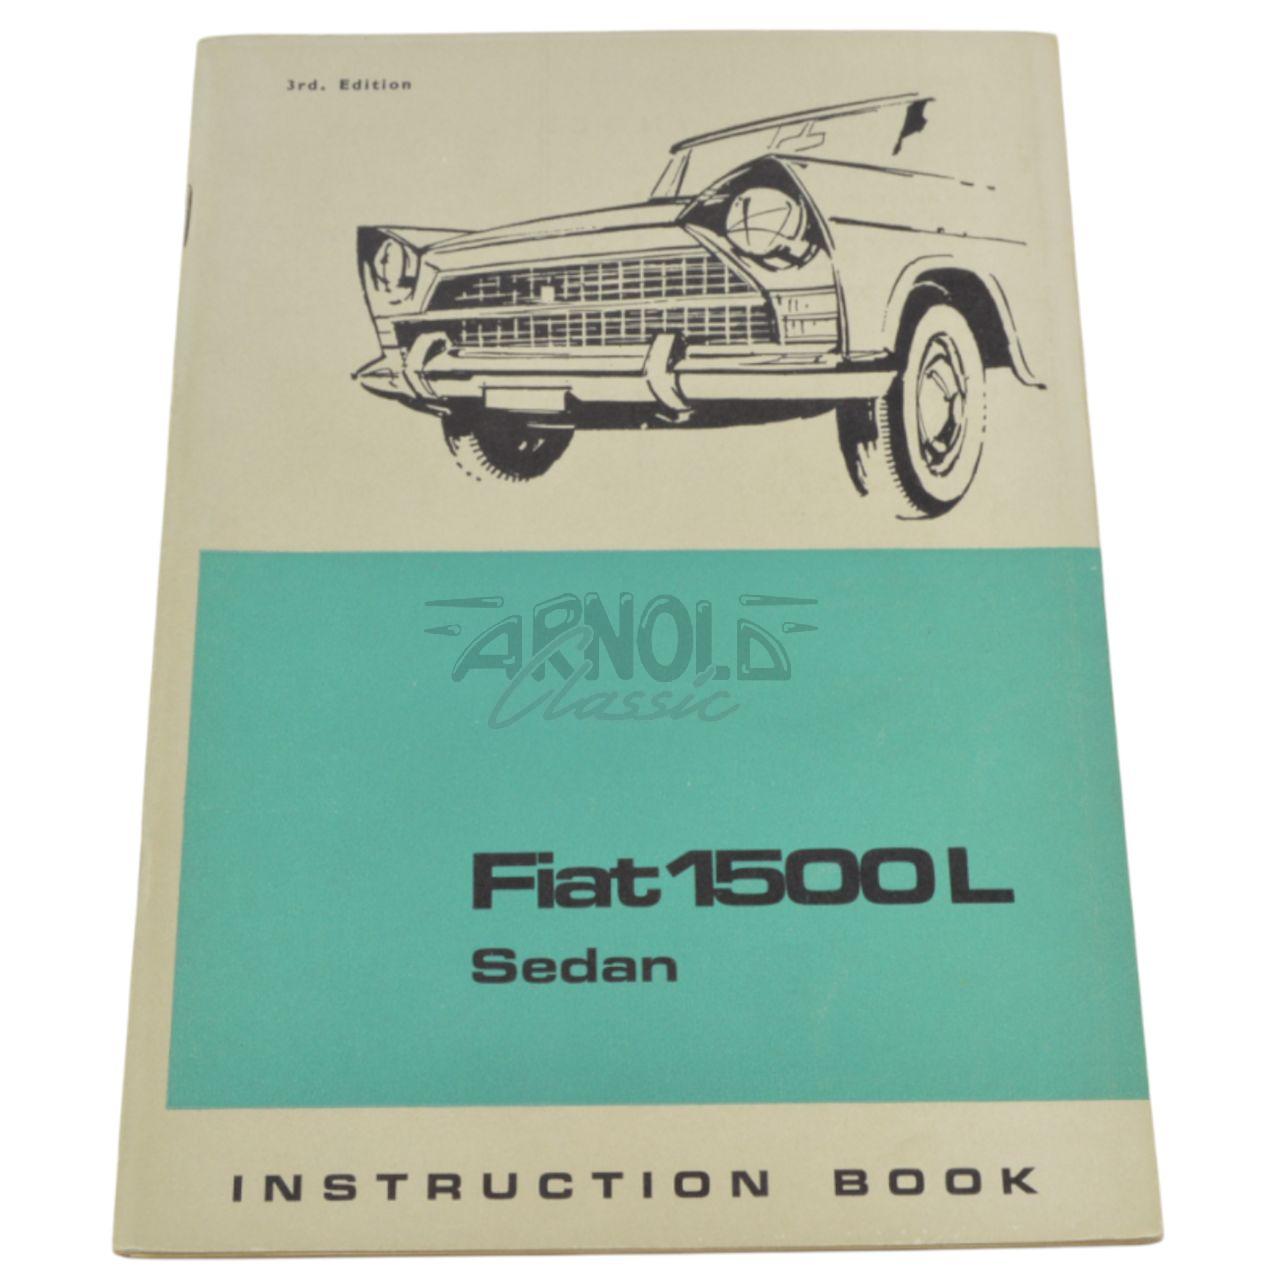 3rd. Edition
ARNOLD
Classic
Fiat 1500 L
Sedan
INSTRUCTION BOOK